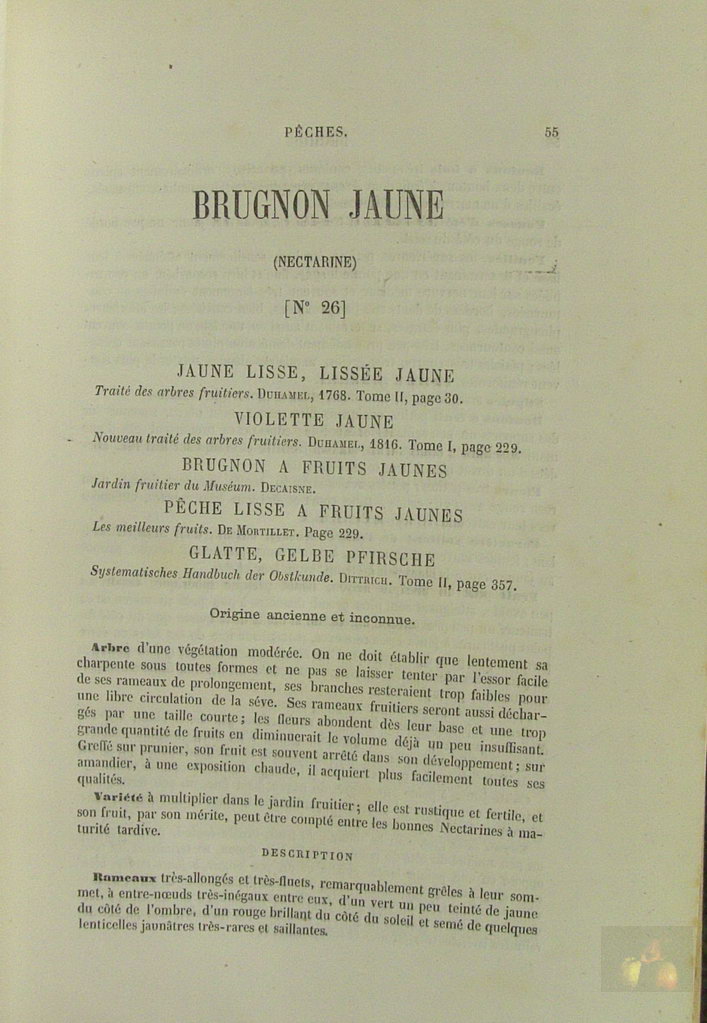 PÊCHES. 55
BRUGNON JAUNE
(NECTARINE)
[N° 26]
JAUNE LISSE, LISSÉE JAUNE
Traité des arbres fruitiers. DUHAMEL, 1768. Tome II, page 30.
VIOLETTE JAUNE
Nouveau traité des arbres fruitiers. DUHAMEL, 1816. Tome I, page 229.
BRUGNON A FRUITS JAUNES
Jardin fruitier du Muséum. DECAISNE.
PÊCHE LISSE A FRUITS JAUNES
Les meilleurs fruits. DE MORTILLET. Page 229.
GLATTE, GELBE PFIRSCHE
Systematisches Handbuch der Obstkunde. DITTRICH. Tome II, page 357.
Origine ancienne et inconnue.
Arbre d'une végétation modérée. On ne doit établir que lentement sa
charpente sous toutes formes et ne pas se laisser tenter par l'essor facile
de ses rameaux de prolongement, ses branches resteraient trop faibles pour
une libre circulation de la séve. Ses rameaux fruitiers seront aussi déchar-
gés par une taille courte; les fleurs abondent dès leur base et une trop
grande quantité de fruits en diminuerait le volume déjà un peu insuffisant.
Greffé sur prunier, son fruit est souvent arrêté dans son développement; sur
amandier, à une exposition chaude, il acquiert plus facilement toutes ses
qualités.
Variété à multiplier dans le jardin fruitier; elle est rustique et fertile, et
son fruit, par son mérite, peut être compté entre les bonnes Nectarines à ma-
turité tardive.
DESCRIPTION
Rameaux très-allongés et très-fluets, remarquablement grêles à leur som-
met, à entre-nœuds très-inégaux entre eux, d'un vert un peu teinté de jaune
du côté de l'ombre, d'un rouge brillant du côté du soleil et semé de quelques
lenticelles jaunâtres très-rares et saillantes.